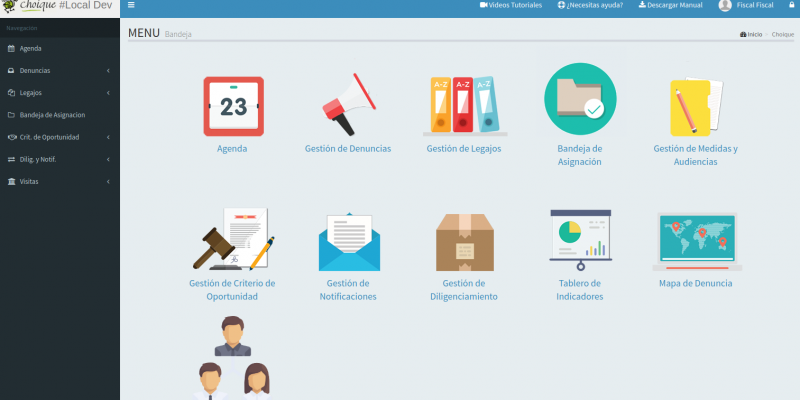 Choique #Local Dev
Videos Tutoriales
¿Necesitas ayuda?
Descargar Manual
Fiscal Fiscal
Navegación
Agenda
Denuncias
Legajos
Bandeja de Asignacion
Crit. de Oportunidad
Dilig. y Notif.
Visitas
MENU Bandeja
Inicio
Choique
23
Agenda
Gestión de Denuncias
A-Z A-Z A-Z
Gestión de Legajos
Bandeja de
Asignación
Gestión de Medidas y
Audiencias
Gestión de Criterio de
Oportunidad
Gestión de
Notificaciones
Gestión de
Diligenciamiento
Tablero de
Indicadores
Mapa de Denuncia